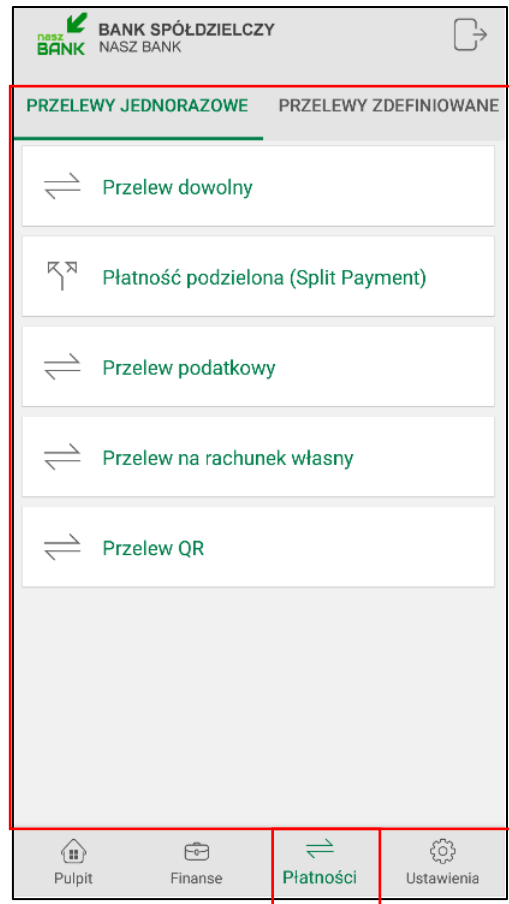 nasz
BANK
BANK SPÓŁDZIELCZY
NASZ BANK
PRZELEWY JEDNORAZOWE PRZELEWY ZDEFINIOWANE
Przelew dowolny
Płatność podzielona (Split Payment)
Przelew podatkowy
Przelew na rachunek własny
Przelew QR
Pulpit Finanse Płatności Ustawienia